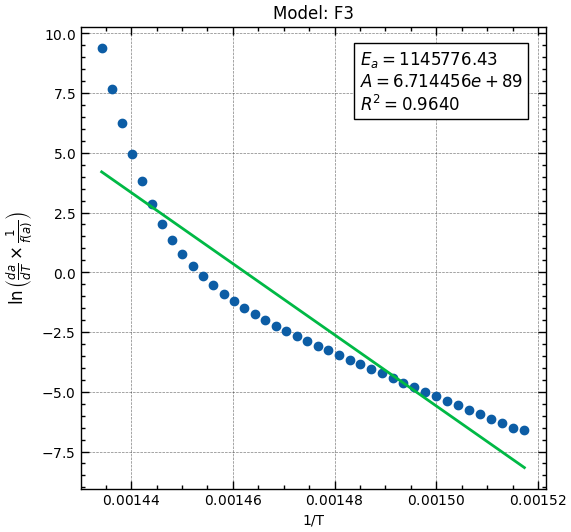 Model: F3
10.0
7.5
5.0
2.5
0.0
−2.5
−5.0
−7.5
ln(da/dT × 1/f(a))
E_a = 1145776.43
A = 6.714456e + 89
R² = 0.9640
0.00144 0.00146 0.00148 0.00150 0.00152
1/T